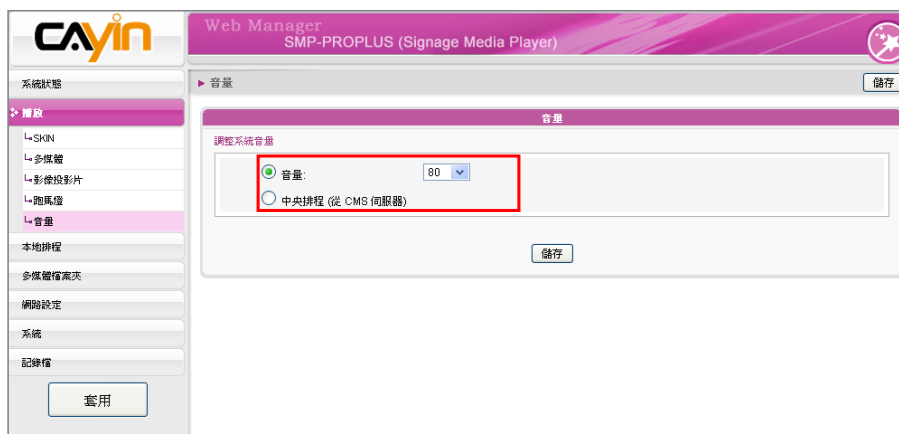 CAyin
Web Manager
SMP-PROPLUS (Signage Media Player)
系統狀態
播放
SKIN
多媒體
影像投影片
跑馬燈
音量
本地排程
多媒體檔案夾
網路設定
系統
記錄檔
套用
音量
儲存
音量
調整系統音量
音量: 80
中央排程 (從 CMS 伺服器)
儲存